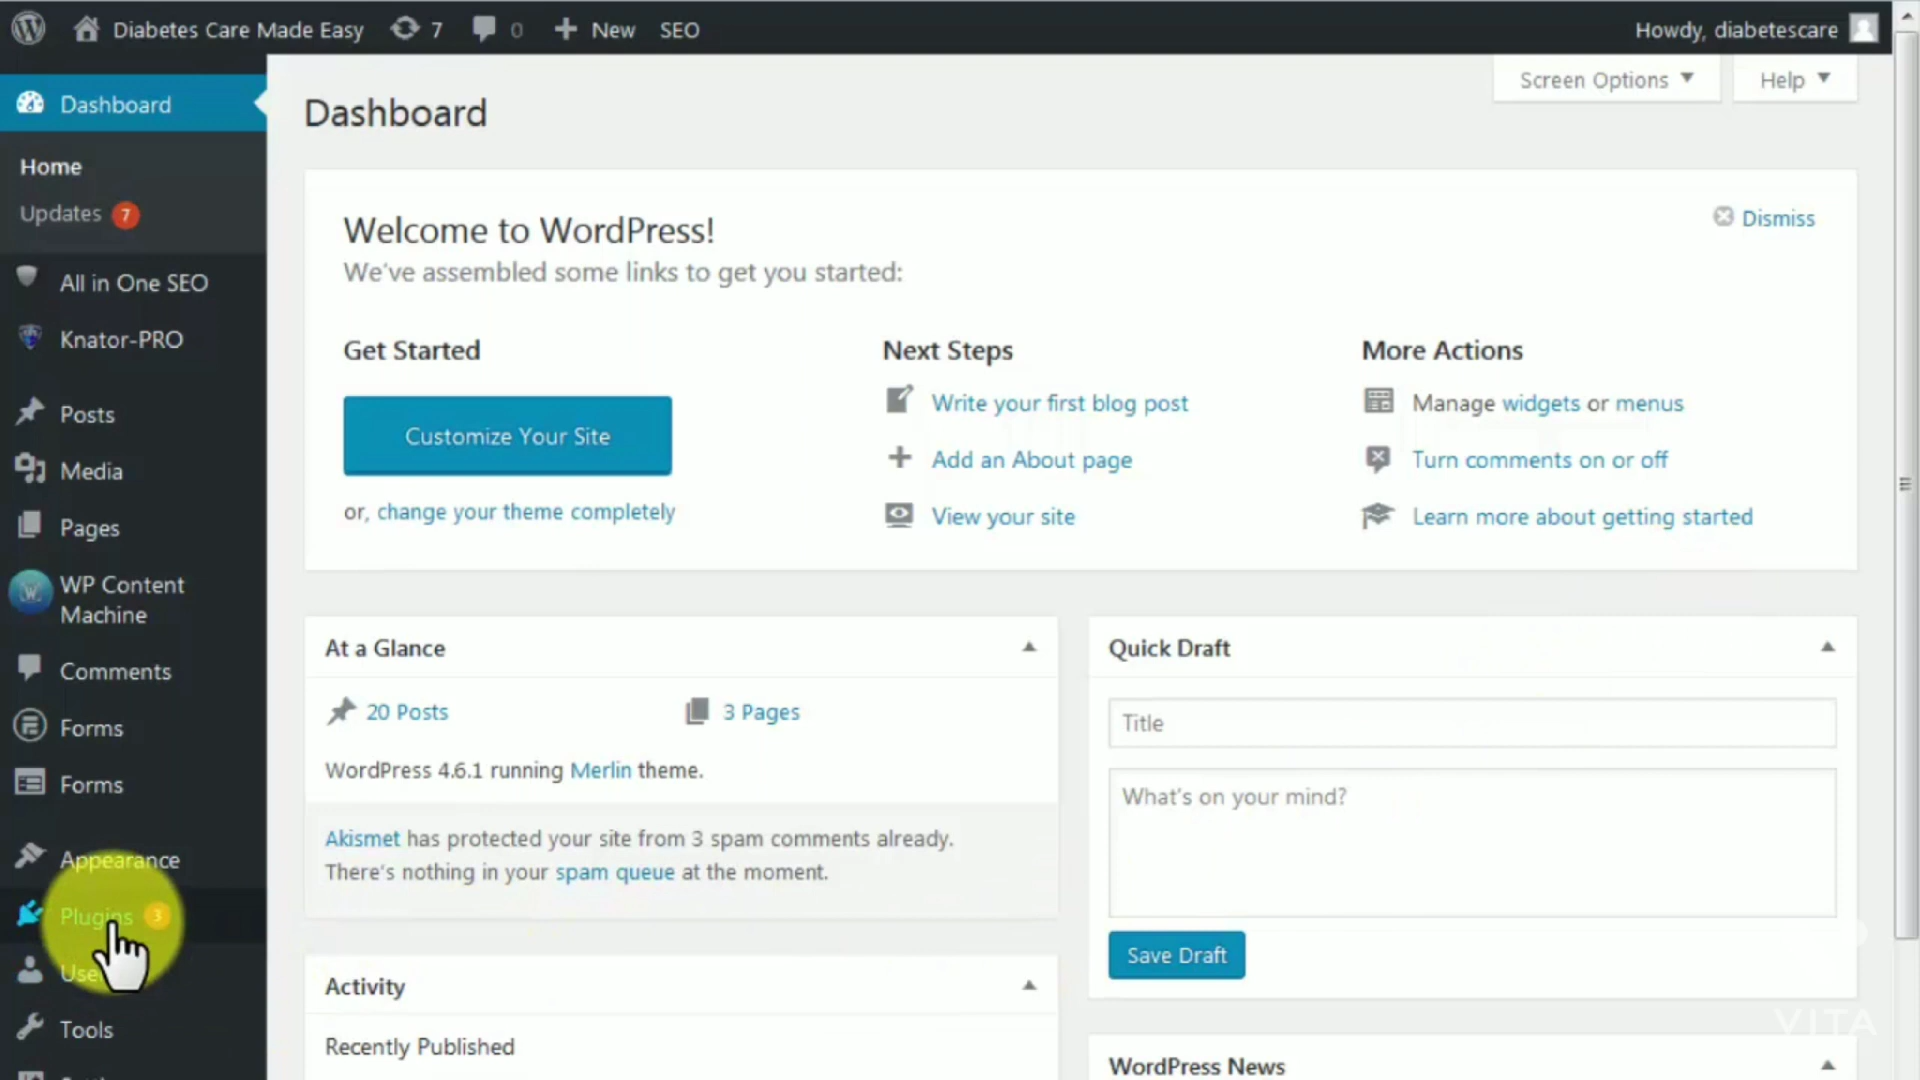 Diabetes Care Made Easy 7 0 New SEO Howdy, diabetescare
Screen Options Help
Dashboard
Home
Updates 7
All in One SEO
Knator-PRO
Posts
Media
Pages
WP Content
Machine
Comments
Forms
Forms
Appearance
Plugins 3
Tools
Dashboard
Welcome to WordPress!
Dismiss
We've assembled some links to get you started:
Get Started
Customize Your Site
or, change your theme completely
Next Steps
Write your first blog post
Add an About page
View your site
More Actions
Manage widgets or menus
Turn comments on or off
Learn more about getting started
At a Glance
20 Posts 3 Pages
WordPress 4.6.1 running Merlin theme.
Akismet has protected your site from 3 spam comments already.
There's nothing in your spam queue at the moment.
Activity
Recently Published
Quick Draft
Title
What's on your mind?
Save Draft
WordPress News
VITA